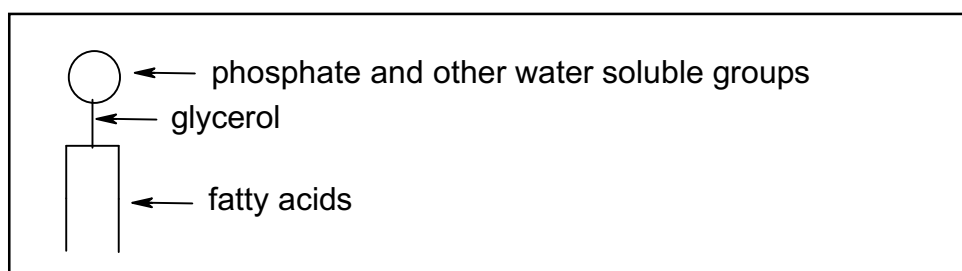 phosphate and other water soluble groups
glycerol
fatty acids